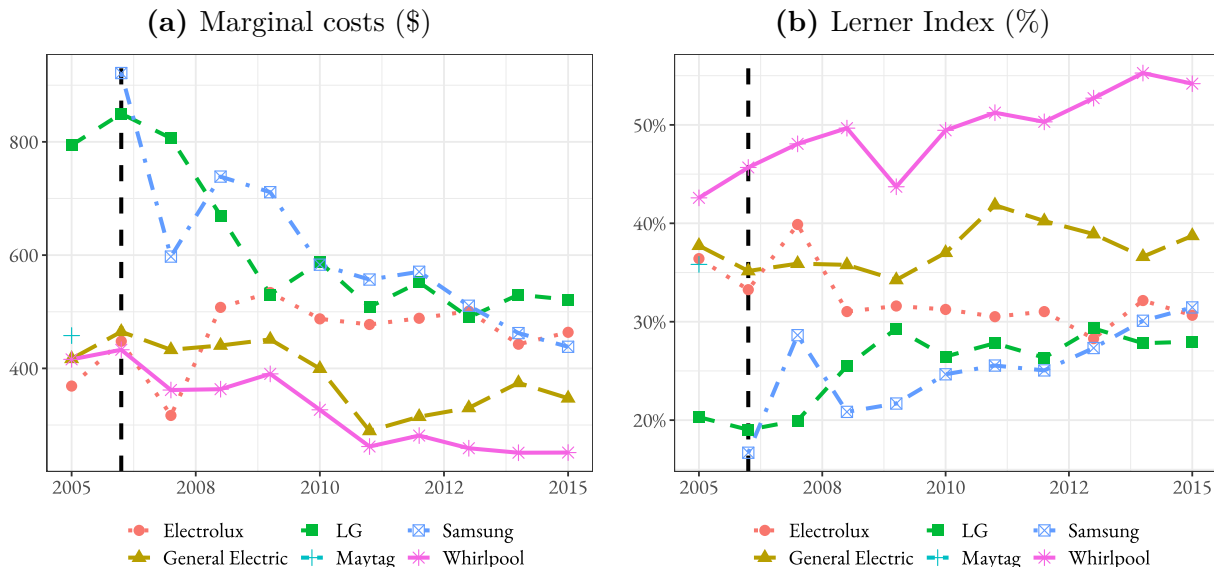 (a) Marginal costs ($)
800
600
400
2005 2008 2010 2012 2015
Electrolux LG Samsung
General Electric Maytag Whirlpool
(b) Lerner Index (%)
50%
40%
30%
20%
2005 2008 2010 2012 2015
Electrolux LG Samsung
General Electric Maytag Whirlpool